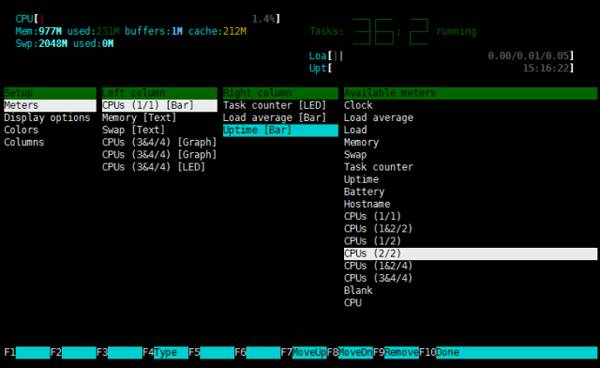 CPU[| 1.4%]
Mem:977M used:231M buffers:1M cache:212M
Swp:2048M used:0M
Tasks: 45; 2 running
Loa[|| 0.00/0.01/0.05]
Upt[ 15:16:22]
Setup Left column Right column Available meters
Meters CPUs (1/1) [Bar] Task counter [LED] Clock
Display options Memory [Text] Load average [Bar] Load average
Colors Swap [Text] Uptime [Bar] Load
Columns CPUs (3&4/4) [Graph] Memory
CPUs (3&4/4) [Graph] Swap
CPUs (3&4/4) [LED] Task counter
Uptime
Battery
Hostname
CPUs (1/1)
CPUs (1&2/2)
CPUs (1/2)
CPUs (2/2)
CPUs (1&2/4)
CPUs (3&4/4)
Blank
CPU
F1 F2 F3 F4Type F5 F6 F7MoveUpF8MoveDnF9RemoveF10Done